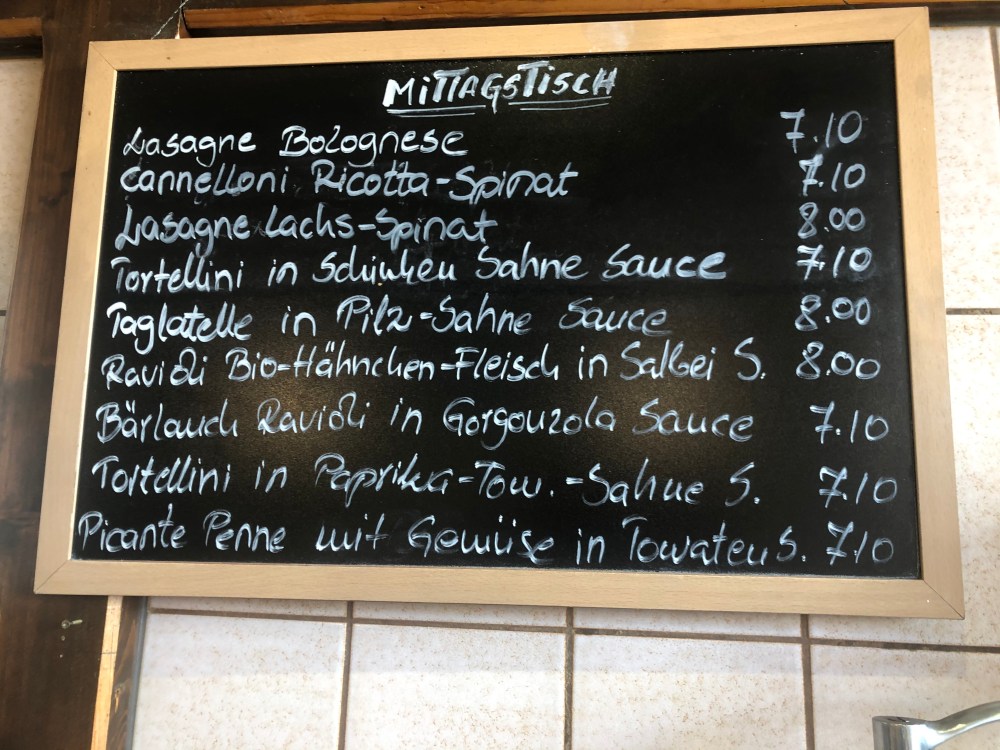 MITTAGSTISCH
Lasagne Bolognese 7.10
Cannelloni Ricotta-Spinat 7.10
Lasagne Lachs-Spinat 8.00
Tortellini in Schinken Sahne Sauce 7.10
Taglatelle in Pilz-Sahne Sauce 8.00
Ravioli Bio-Hähnchen-Fleisch in Salbei S. 8.00
Bärlauch Ravioli in Gorgonzola Sauce 7.10
Tortellini in Paprika-Tom.-Sahne S. 7.10
Picante Penne mit Gemüse in Tomaten S. 7.10